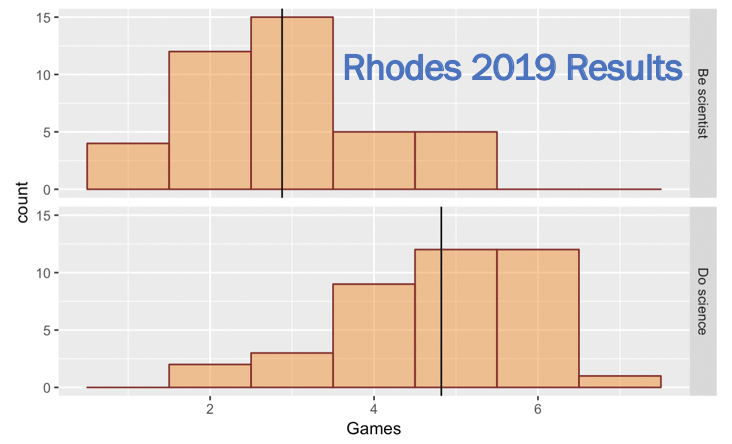 Rhodes 2019 Results
15
10
5
0
Be scientist
count
15
10
5
0
Do science
2 4 6
Games